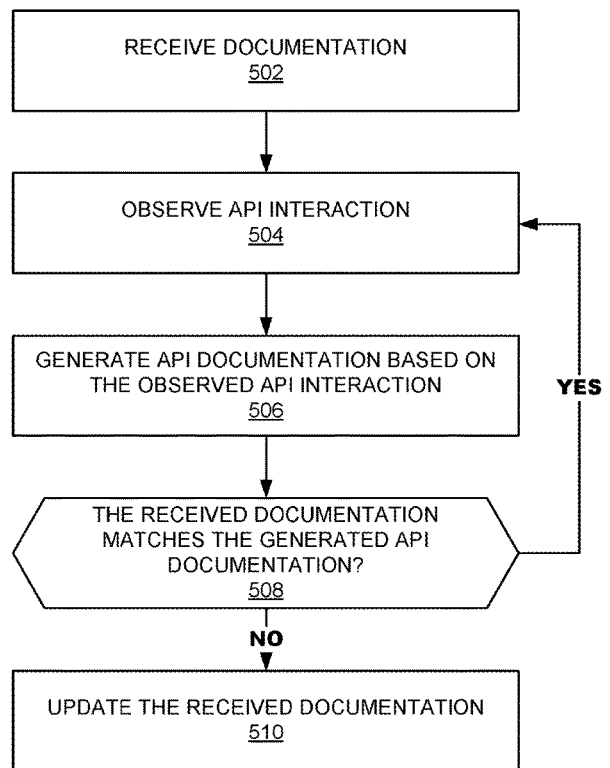 RECEIVE DOCUMENTATION
502
OBSERVE API INTERACTION
504
GENERATE API DOCUMENTATION BASED ON
THE OBSERVED API INTERACTION
506
YES
THE RECEIVED DOCUMENTATION
MATCHES THE GENERATED API
DOCUMENTATION?
508
NO
UPDATE THE RECEIVED DOCUMENTATION
510